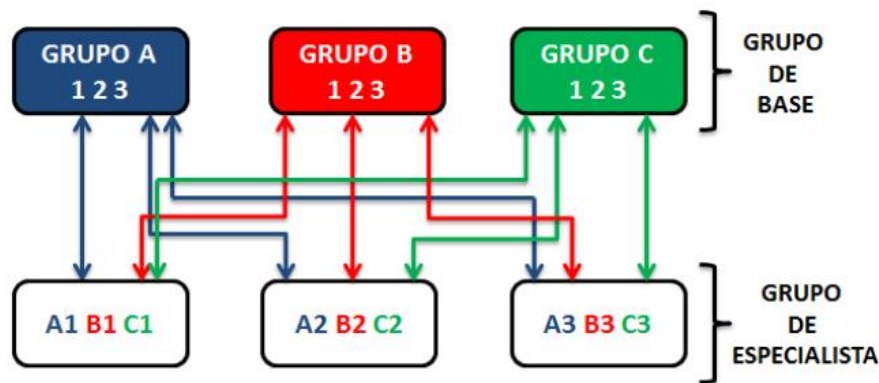 GRUPO A
1 2 3
GRUPO B
1 2 3
GRUPO C
1 2 3
GRUPO
DE
BASE
A1 B1 C1
A2 B2 C2
A3 B3 C3
GRUPO
DE
ESPECIALISTA